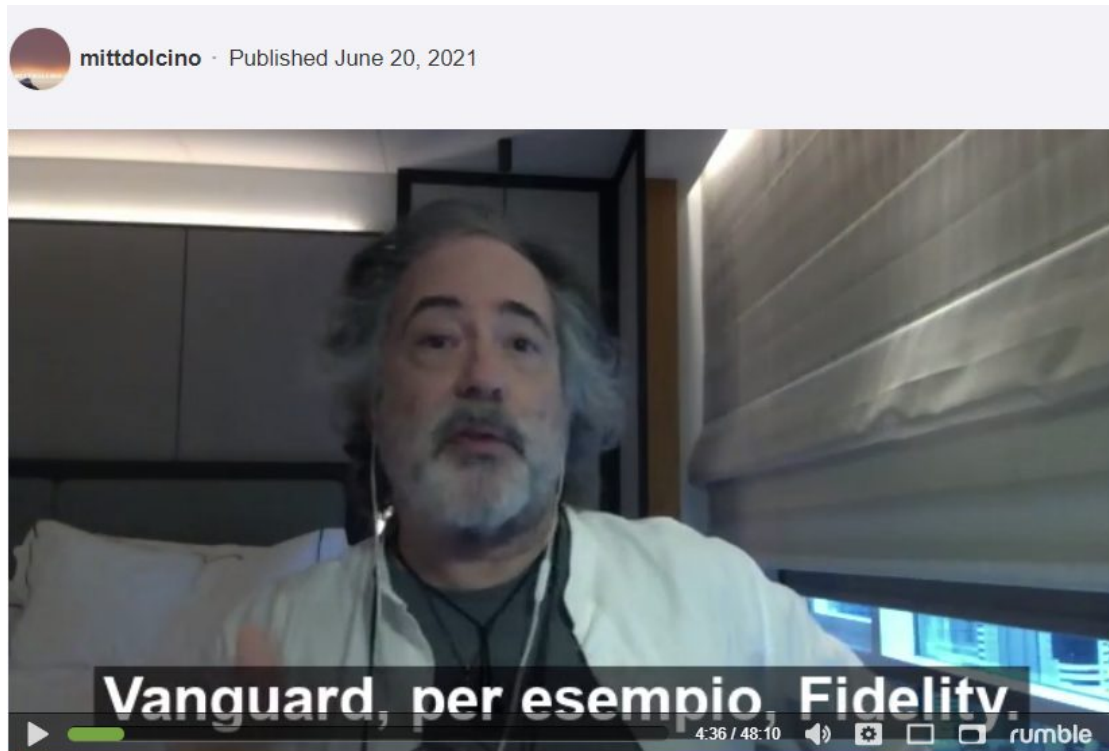 mittdolcino · Published June 20, 2021
Vanguard, per esempio, Fidelity.
4:36 / 48:10
rumble